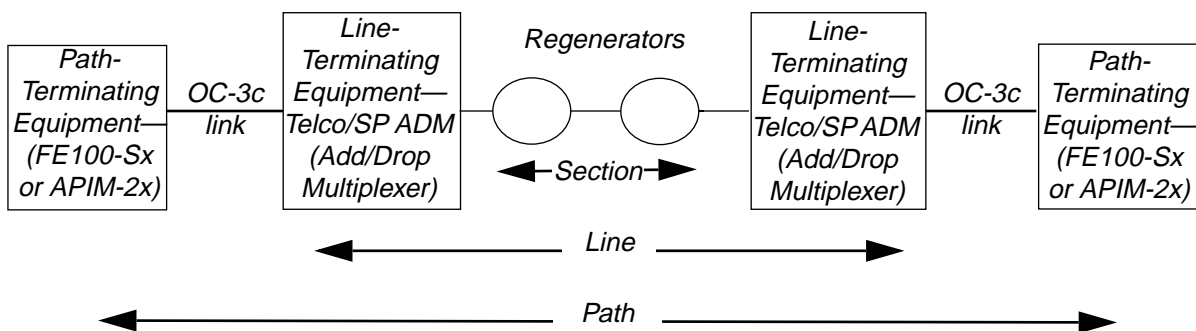 Path-
Terminating
Equipment—
(FE100-Sx
or APIM-2x)
OC-3c
link
Line-
Terminating
Equipment—
Telco/SP ADM
(Add/Drop
Multiplexer)
Regenerators
Section
Line-
Terminating
Equipment—
Telco/SP ADM
(Add/Drop
Multiplexer)
OC-3c
link
Path-
Terminating
Equipment—
(FE100-Sx
or APIM-2x)
Line
Path